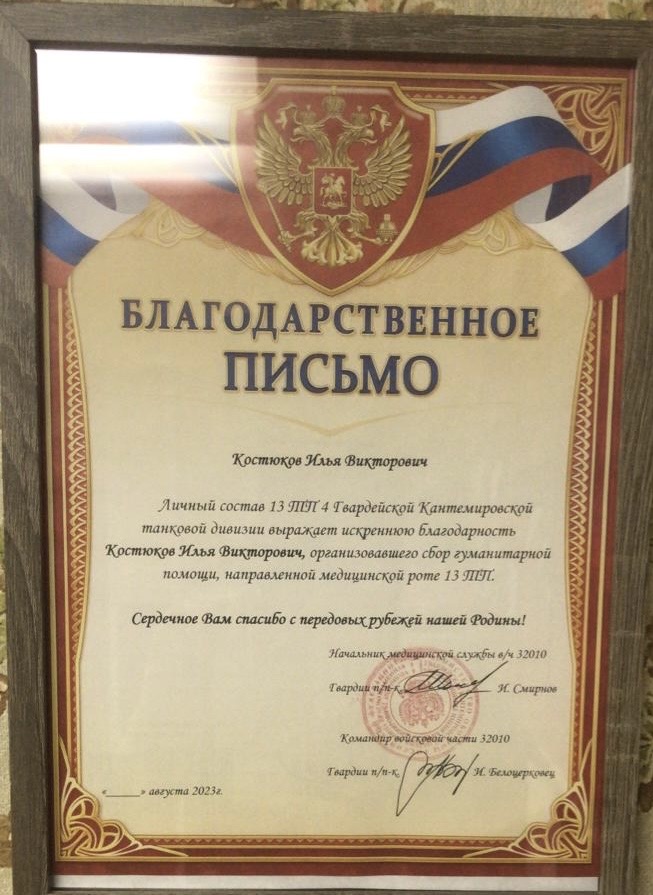 БЛАГОДАРСТВЕННОЕ
ПИСЬМО
Костюков Илья Викторович
Личный состав 13 ТП 4 Гвардейской Кантемировской
танковой дивизии выражает искреннюю благодарность
Костюков Илья Викторович, организовавшего сбор гуманитарной
помощи, направленной медицинской роте 13 ТП.
Сердечное Вам спасибо с передовых рубежей нашей Родины!
Начальник медицинской службы в/ч 32010
Гвардии п/п-к И. Смирнов
Командир войсковой части 32010
Гвардии п/п-к И. Белоцерковец
«_____» августа 2023г.